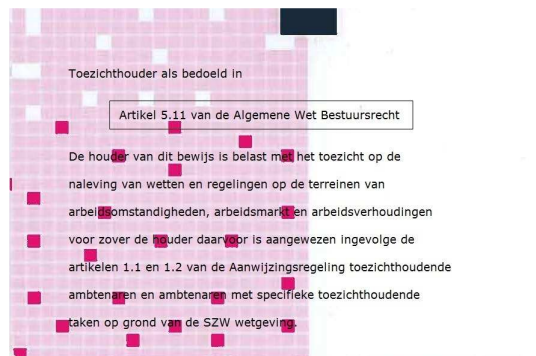 Toezichthouder als bedoeld in
Artikel 5.11 van de Algemene Wet Bestuursrecht
De houder van dit bewijs is belast met het toezicht op de
naleving van wetten en regelingen op de terreinen van
arbeidsomstandigheden, arbeidsmarkt en arbeidsverhoudingen
voor zover de houder daarvoor is aangewezen ingevolge de
artikelen 1.1 en 1.2 van de Aanwijzingsregeling toezichthoudende
ambtenaren en ambtenaren met specifieke toezichthoudende
taken op grond van de SZW wetgeving.